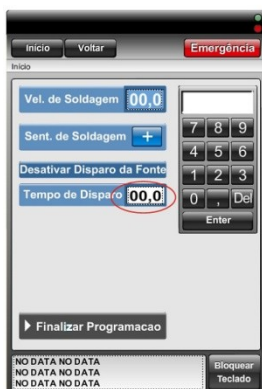 Início Voltar Emergência
Início
Vel. de Soldagem 00,0
Sent. de Soldagem +
Desativar Disparo da Fonte
Tempo de Disparo 00,0
7 8 9
4 5 6
1 2 3
0 , Del
Enter
Finalizar Programacao
NO DATA NO DATA
NO DATA NO DATA
NO DATA NO DATA
Bloquear
Teclado